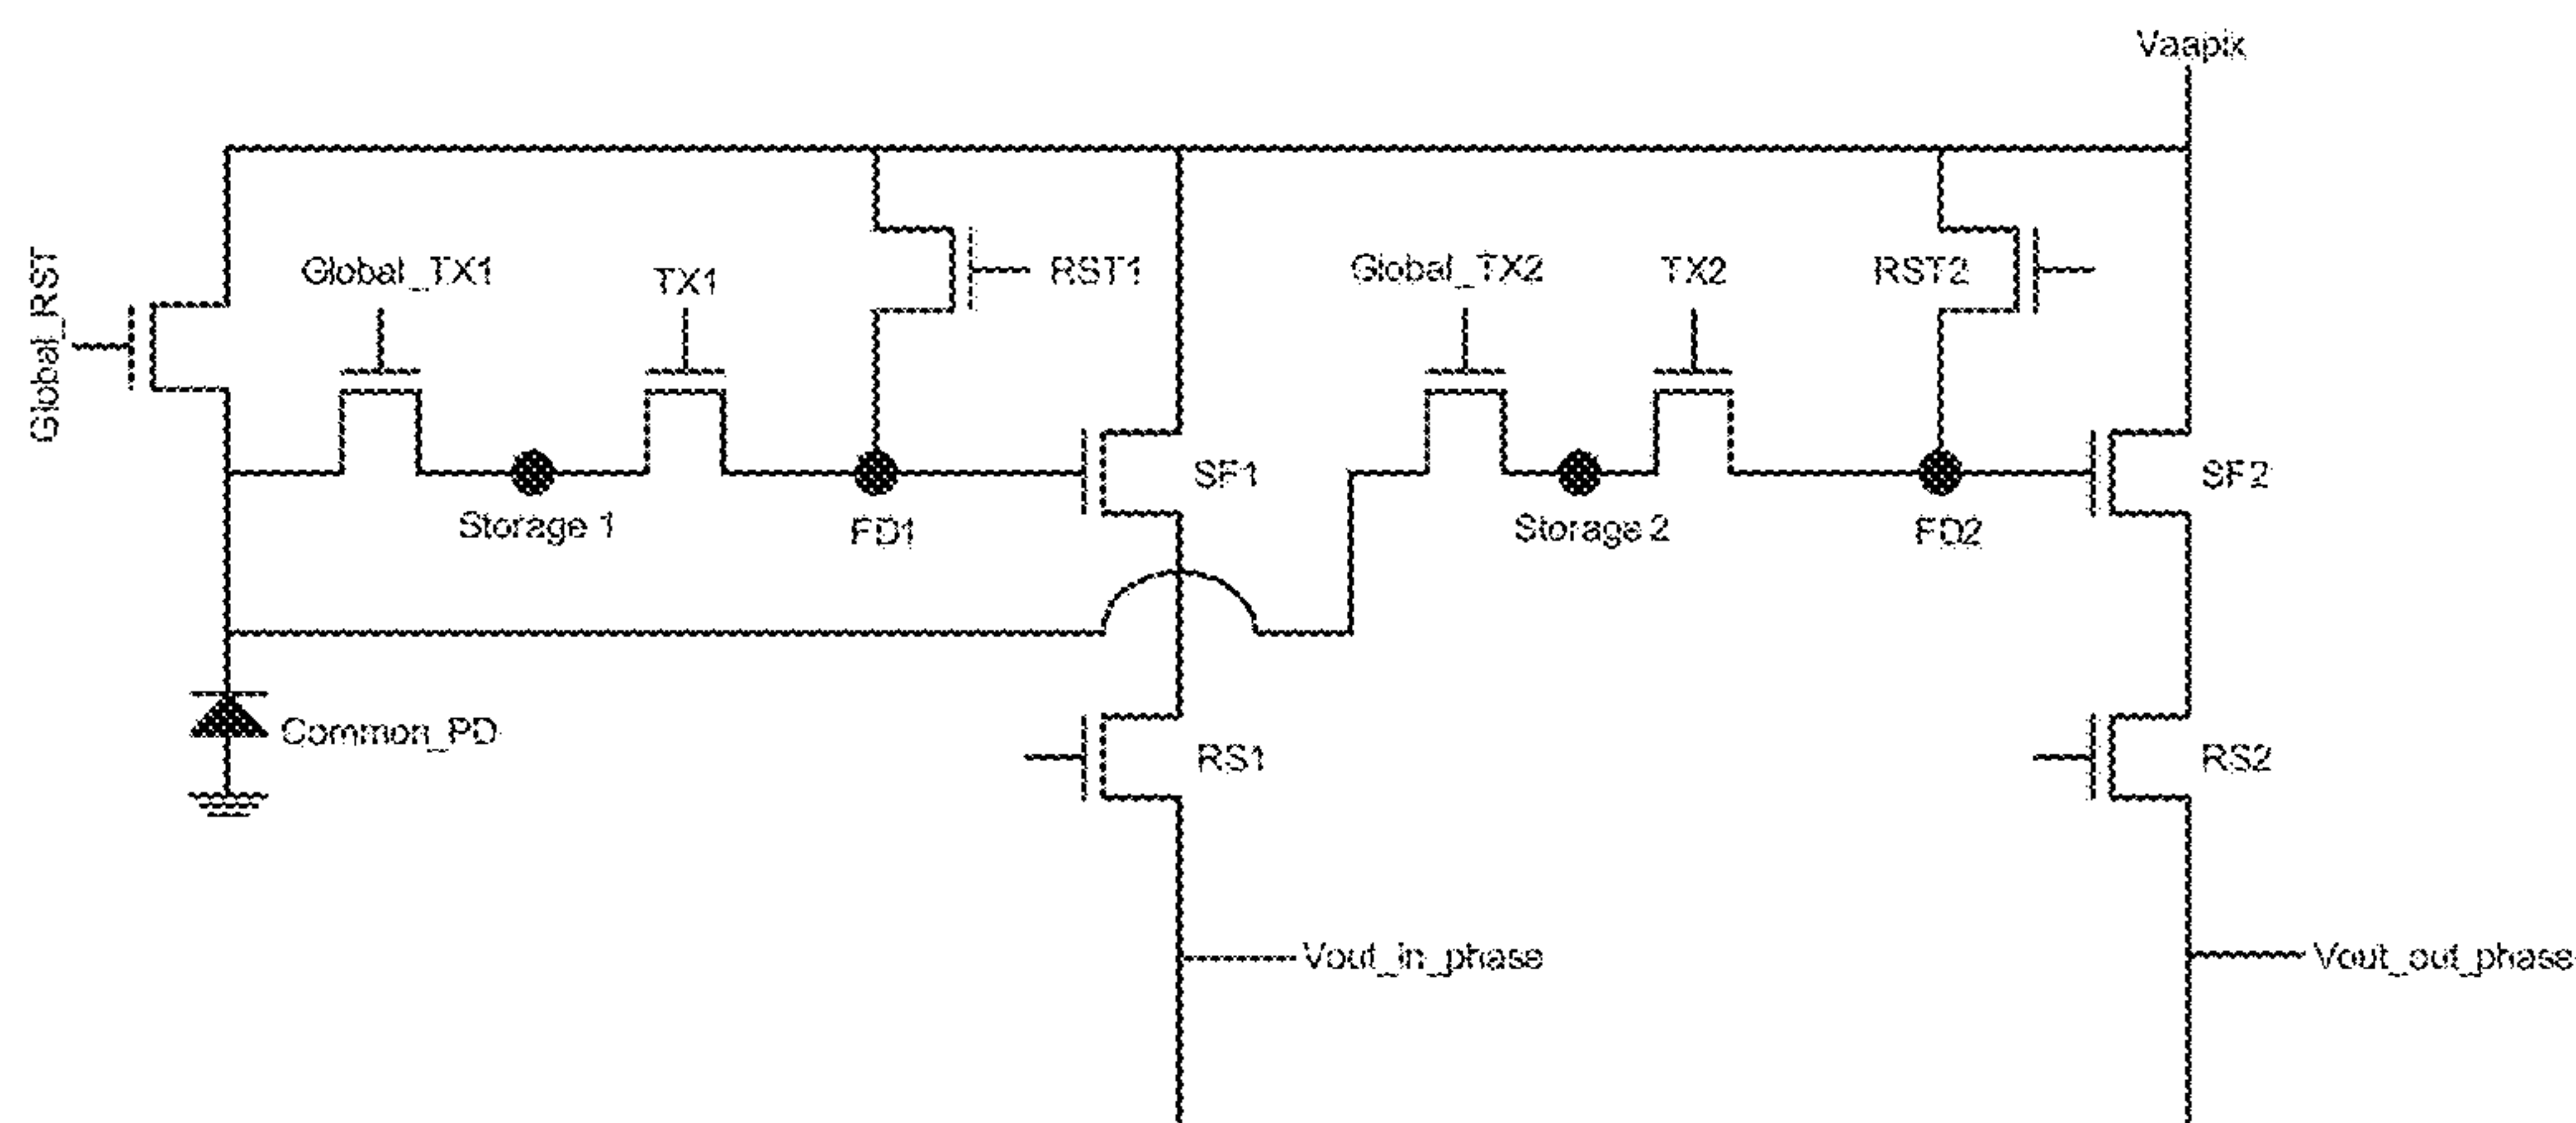 Vaapix
Global_RST
Global_TX1
TX1
RST1
Global_TX2
TX2
RST2
Storage 1
FD1
SF1
Storage 2
FD2
SF2
Common_PD
RS1
RS2
Vout_in_phase
Vout_out_phase